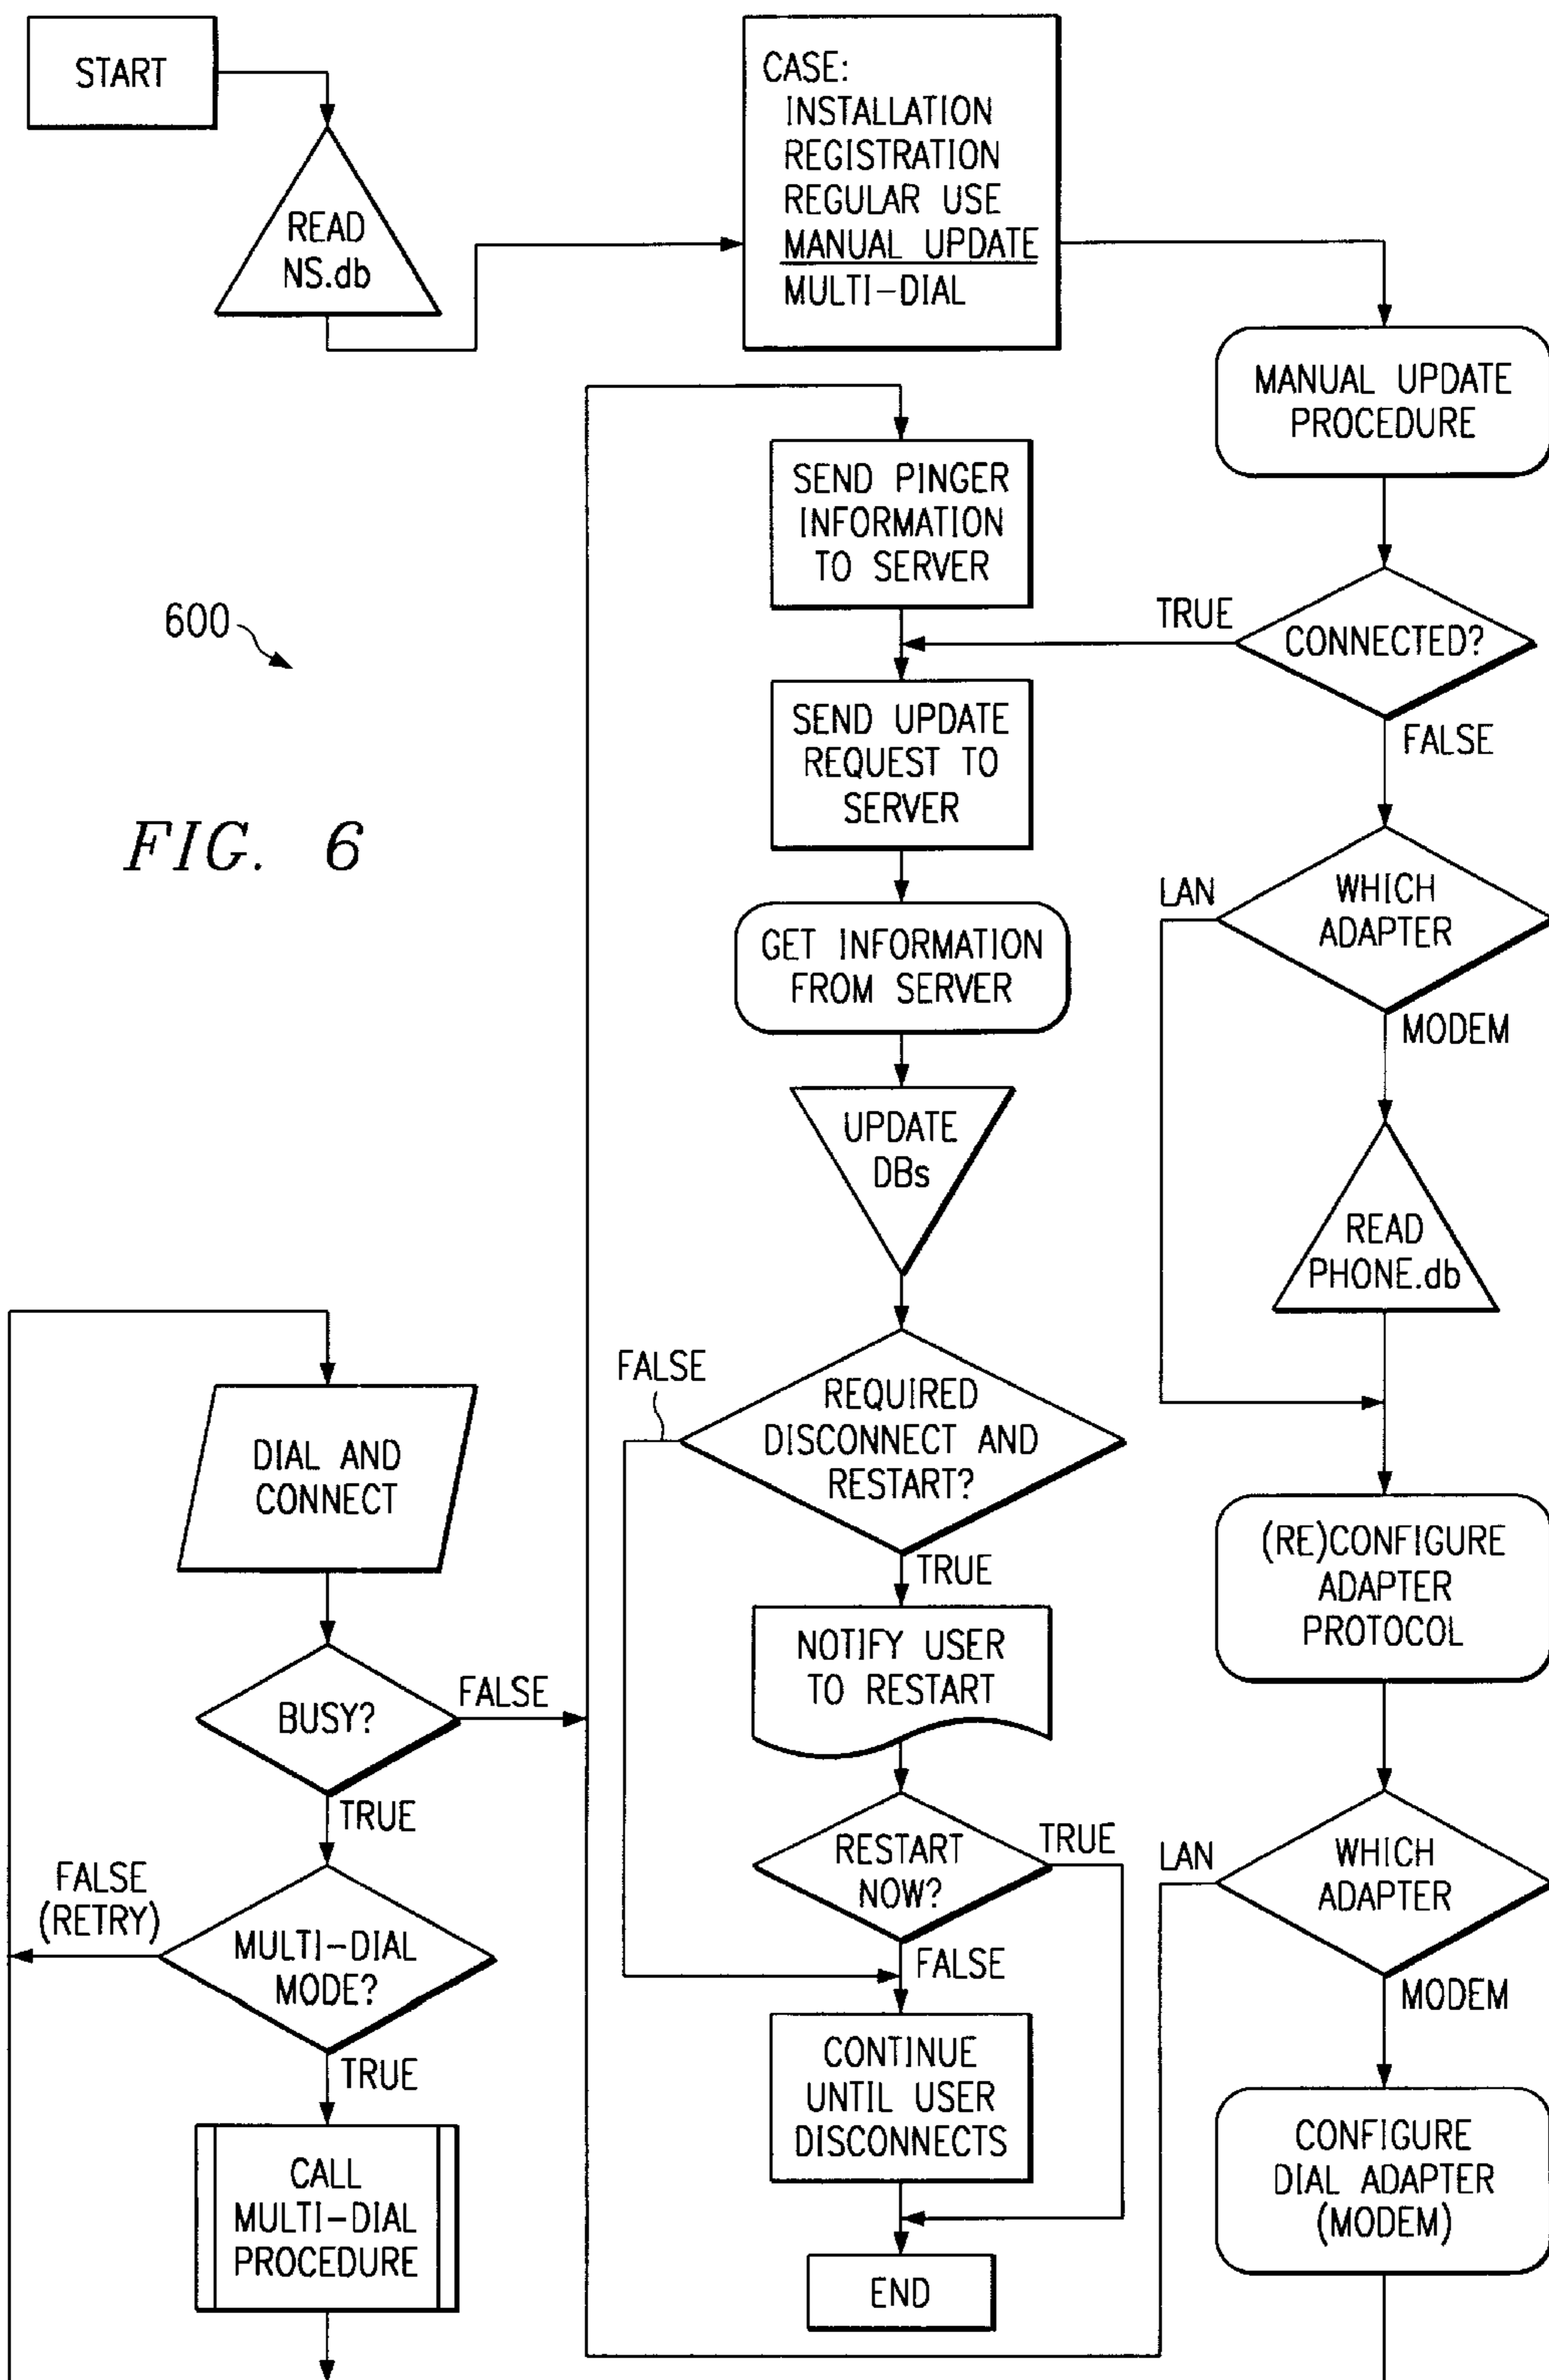 START
READ
NS.db
CASE:
INSTALLATION
REGISTRATION
REGULAR USE
MANUAL UPDATE
MULTI-DIAL
MANUAL UPDATE
PROCEDURE
CONNECTED?
TRUE
FALSE
WHICH
ADAPTER
LAN
MODEM
READ
PHONE.db
(RE)CONFIGURE
ADAPTER
PROTOCOL
WHICH
ADAPTER
LAN
MODEM
CONFIGURE
DIAL ADAPTER
(MODEM)
SEND PINGER
INFORMATION
TO SERVER
SEND UPDATE
REQUEST TO
SERVER
GET INFORMATION
FROM SERVER
UPDATE
DBs
REQUIRED
DISCONNECT AND
RESTART?
FALSE
TRUE
NOTIFY USER
TO RESTART
RESTART
NOW?
TRUE
FALSE
CONTINUE
UNTIL USER
DISCONNECTS
END
600
FIG. 6
DIAL AND
CONNECT
BUSY?
FALSE
TRUE
MULTI-DIAL
MODE?
FALSE
(RETRY)
TRUE
CALL
MULTI-DIAL
PROCEDURE